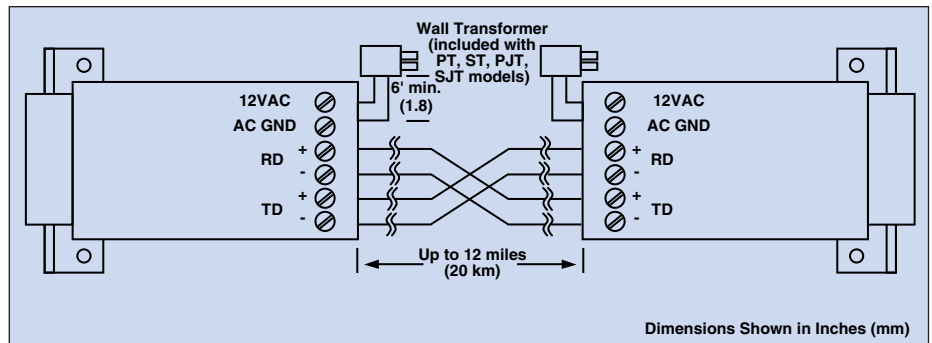 Wall Transformer
(included with
PT, ST, PJT,
SJT models)
6' min.
(1.8)
12VAC
AC GND
+
RD
-
+
TD
-
12VAC
AC GND
+
RD
-
+
TD
-
Up to 12 miles
(20 km)
Dimensions Shown in Inches (mm)